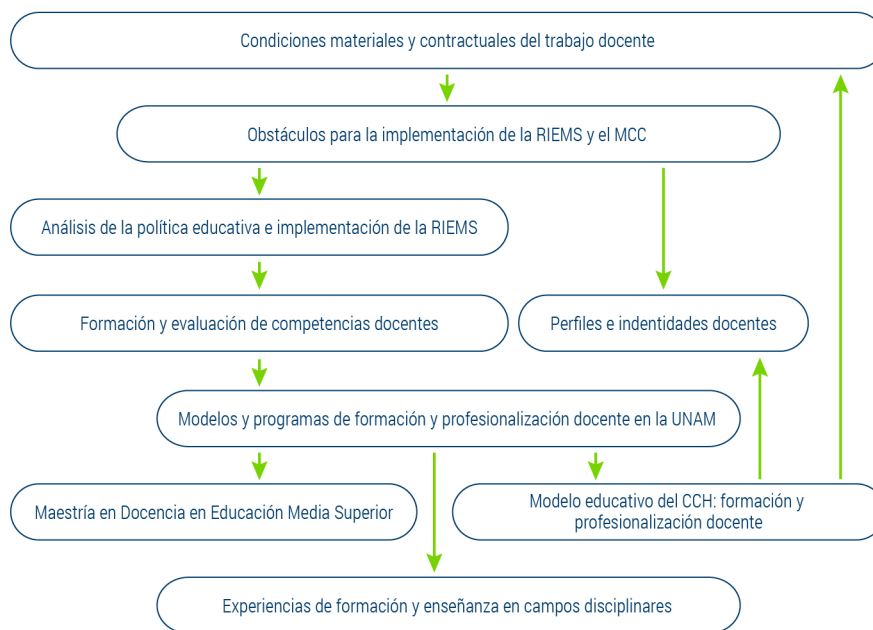 Condiciones materiales y contractuales del trabajo docente
Obstáculos para la implementación de la RIEMS y el MCC
Análisis de la política educativa e implementación de la RIEMS
Formación y evaluación de competencias docentes
Perfiles e indentidades docentes
Modelos y programas de formación y profesionalización docente en la UNAM
Maestría en Docencia en Educación Media Superior
Modelo educativo del CCH: formación y
profesionalización docente
Experiencias de formación y enseñanza en campos disciplinares